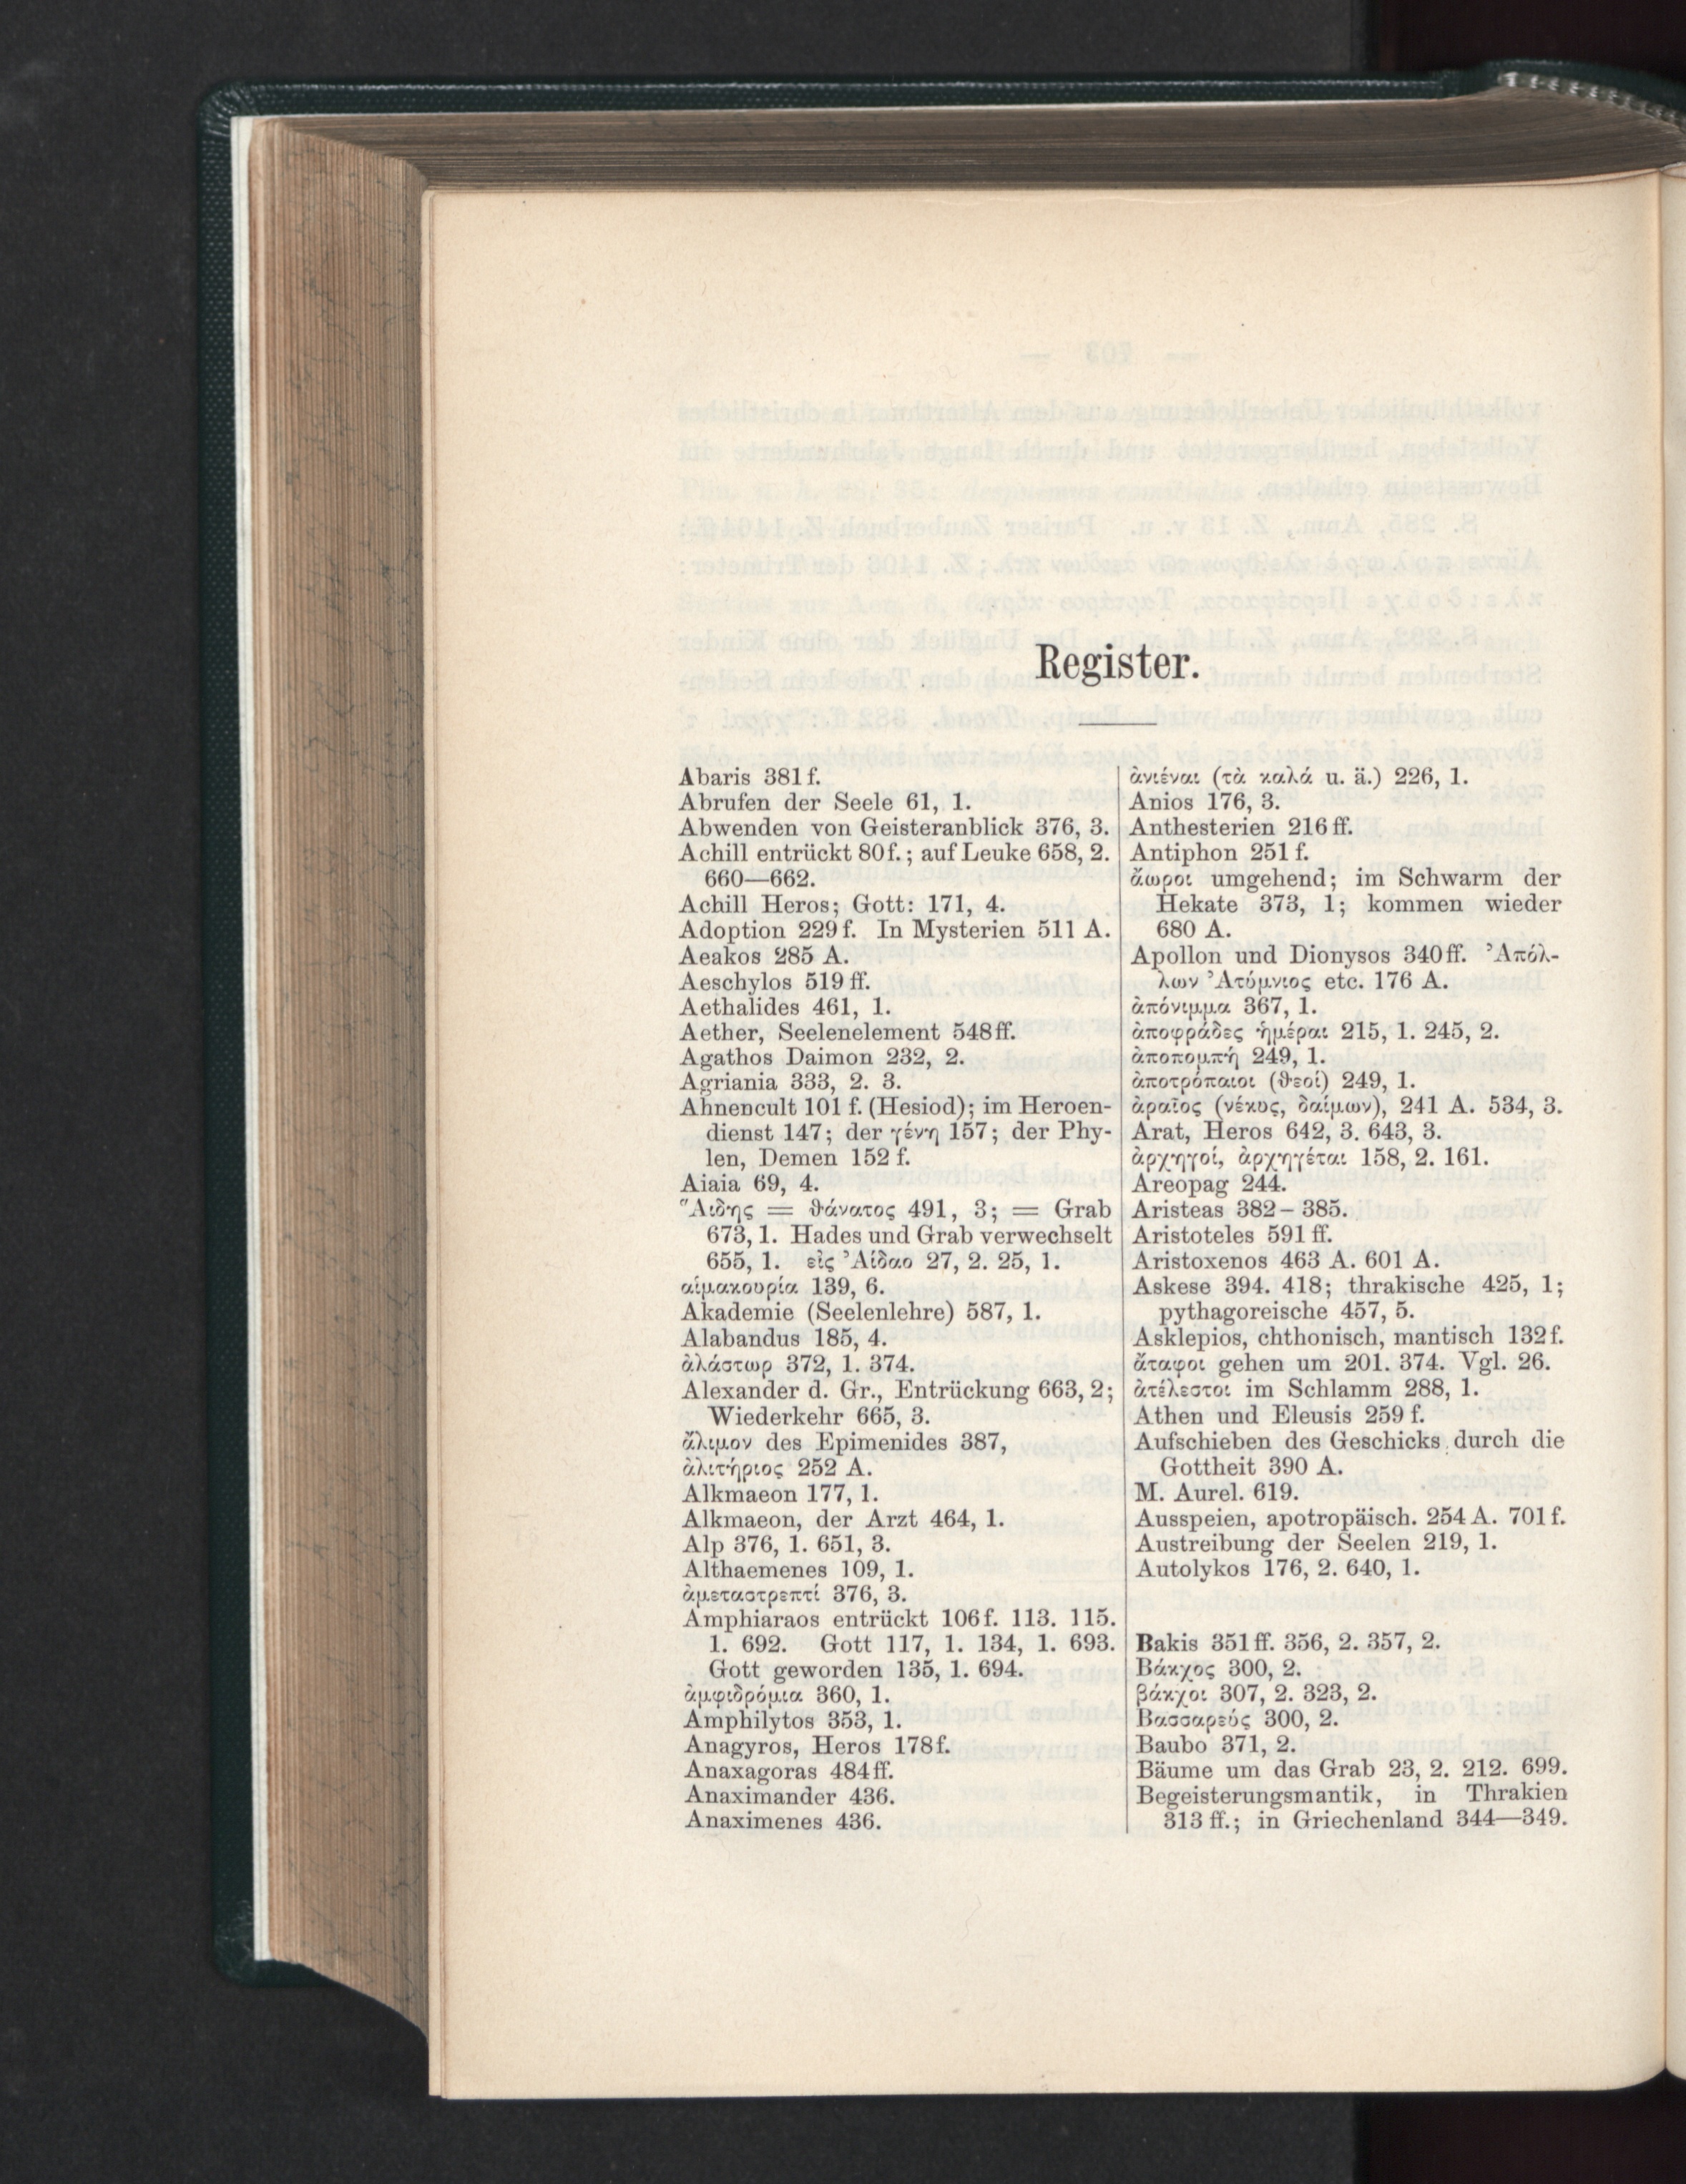 Register.
Abaris 381 f.
Abrufen der Seele 61, 1.
Abwenden von Geisteranblick 376, 3.
Achill entrückt 80 f.; auf Leuke 658, 2.
660—662.
Achill Heros; Gott: 171, 4.
Adoption 229 f. In Mysterien 511 A.
Aeakos 285 A.
Aeschylos 519 ff.
Aethalides 461, 1.
Aether, Seelenelement 548 ff.
Agathos Daimon 232, 2.
Agriania 333, 2. 3.
Ahnencult 101 f. (Hesiod); im Heroen-
dienst 147; der γένη 157; der Phy-
len, Demen 152 f.
Aiaia 69, 4.
Ἅιδης = θάνατος 491, 3; = Grab
673, 1. Hades und Grab verwechselt
655, 1. εἰς Ἀίδαο 27, 2. 25, 1.
αἱμακουρία 139, 6.
Akademie (Seelenlehre) 587, 1.
Alabandus 185, 4.
ἀλάστωρ 372, 1. 374.
Alexander d. Gr., Entrückung 663, 2;
Wiederkehr 665, 3.
ἄλιμον des Epimenides 387,
ἀλιτήριος 252 A.
Alkmaeon 177, 1.
Alkmaeon, der Arzt 464, 1.
Alp 376, 1. 651, 3.
Althaemenes 109, 1.
ἀμεταστρεπτί 376, 3.
Amphiaraos entrückt 106 f. 113. 115.
1. 692. Gott 117, 1. 134, 1. 693.
Gott geworden 135, 1. 694.
ἀμφιδρόμια 360, 1.
Amphilytos 353, 1.
Anagyros, Heros 178 f.
Anaxagoras 484 ff.
Anaximander 436.
Anaximenes 436.
ἀνιέναι (τὰ καλά u. ä.) 226, 1.
Anios 176, 3.
Anthesterien 216 ff.
Antiphon 251 f.
ἄωροι umgehend; im Schwarm der
Hekate 373, 1; kommen wieder
680 A.
Apollon und Dionysos 340 ff. Ἀπόλ-
λων Ἀτύμνιος etc. 176 A.
ἀπόνιμμα 367, 1.
ἀποφράδες ἡμέραι 215, 1. 245, 2.
ἀποπομπή 249, 1.
ἀποτρόπαιοι (θεοί) 249, 1.
ἀραῖος (νέκυς, δαίμων), 241 A. 534, 3.
Arat, Heros 642, 3. 643, 3.
ἀρχηγοί, ἀρχηγέται 158, 2. 161.
Areopag 244.
Aristeas 382–385.
Aristoteles 591 ff.
Aristoxenos 463 A. 601 A.
Askese 394. 418; thrakische 425, 1;
pythagoreische 457, 5.
Asklepios, chthonisch, mantisch 132 f.
ἄταφοι gehen um 201. 374. Vgl. 26.
ἀτέλεστοι im Schlamm 288, 1.
Athen und Eleusis 259 f.
Aufschieben des Geschicks durch die
Gottheit 390 A.
M. Aurel. 619.
Ausspeien, apotropäisch. 254 A. 701 f.
Austreibung der Seelen 219, 1.
Autolykos 176, 2. 640, 1.
Bakis 351 ff. 356, 2. 357, 2.
Βάκχος 300, 2.
βάκχοι 307, 2. 323, 2.
Βασσαρεύς 300, 2.
Baubo 371, 2.
Bäume um das Grab 23, 2. 212. 699.
Begeisterungsmantik, in Thrakien
313 ff.; in Griechenland 344—349.